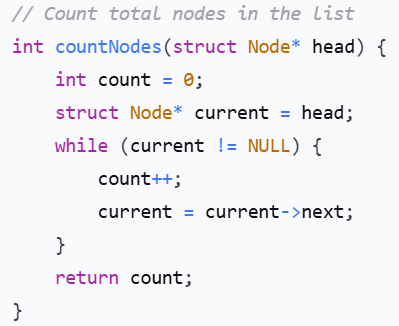 // Count total nodes in the list
int countNodes(struct Node* head) {
    int count = 0;
    struct Node* current = head;
    while (current != NULL) {
        count++;
        current = current->next;
    }
    return count;
}